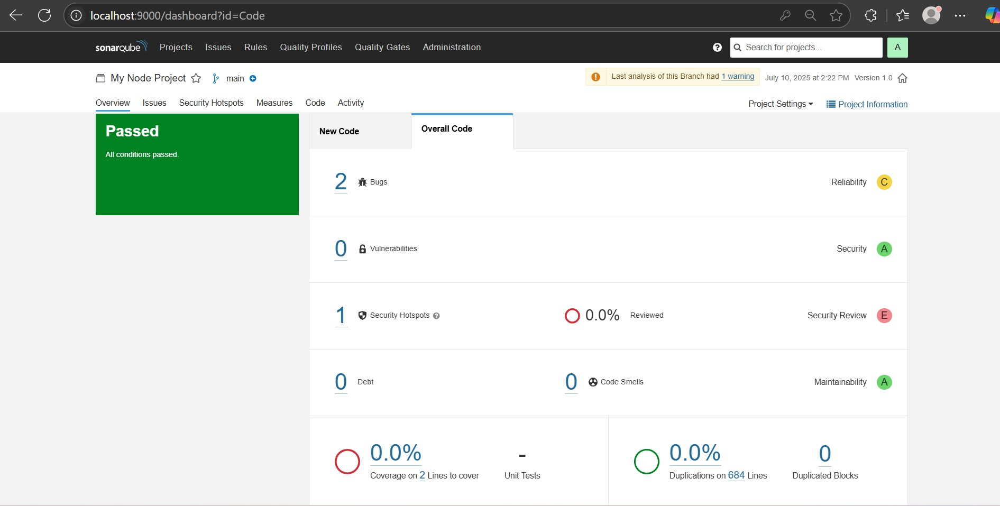 localhost:9000/dashboard?id=Code
sonarqube Projects Issues Rules Quality Profiles Quality Gates Administration ? Search for projects... A
My Node Project main Last analysis of this Branch had 1 warning July 10, 2025 at 2:22 PM Version 1.0
Overview Issues Security Hotspots Measures Code Activity Project Settings Project Information
Passed
All conditions passed.
New Code Overall Code
2 Bugs Reliability C
0 Vulnerabilities Security A
1 Security Hotspots ? 0.0% Reviewed Security Review E
0 Debt 0 Code Smells Maintainability A
0.0% - 0.0% 0
Coverage on 2 Lines to cover Unit Tests Duplications on 684 Lines Duplicated Blocks